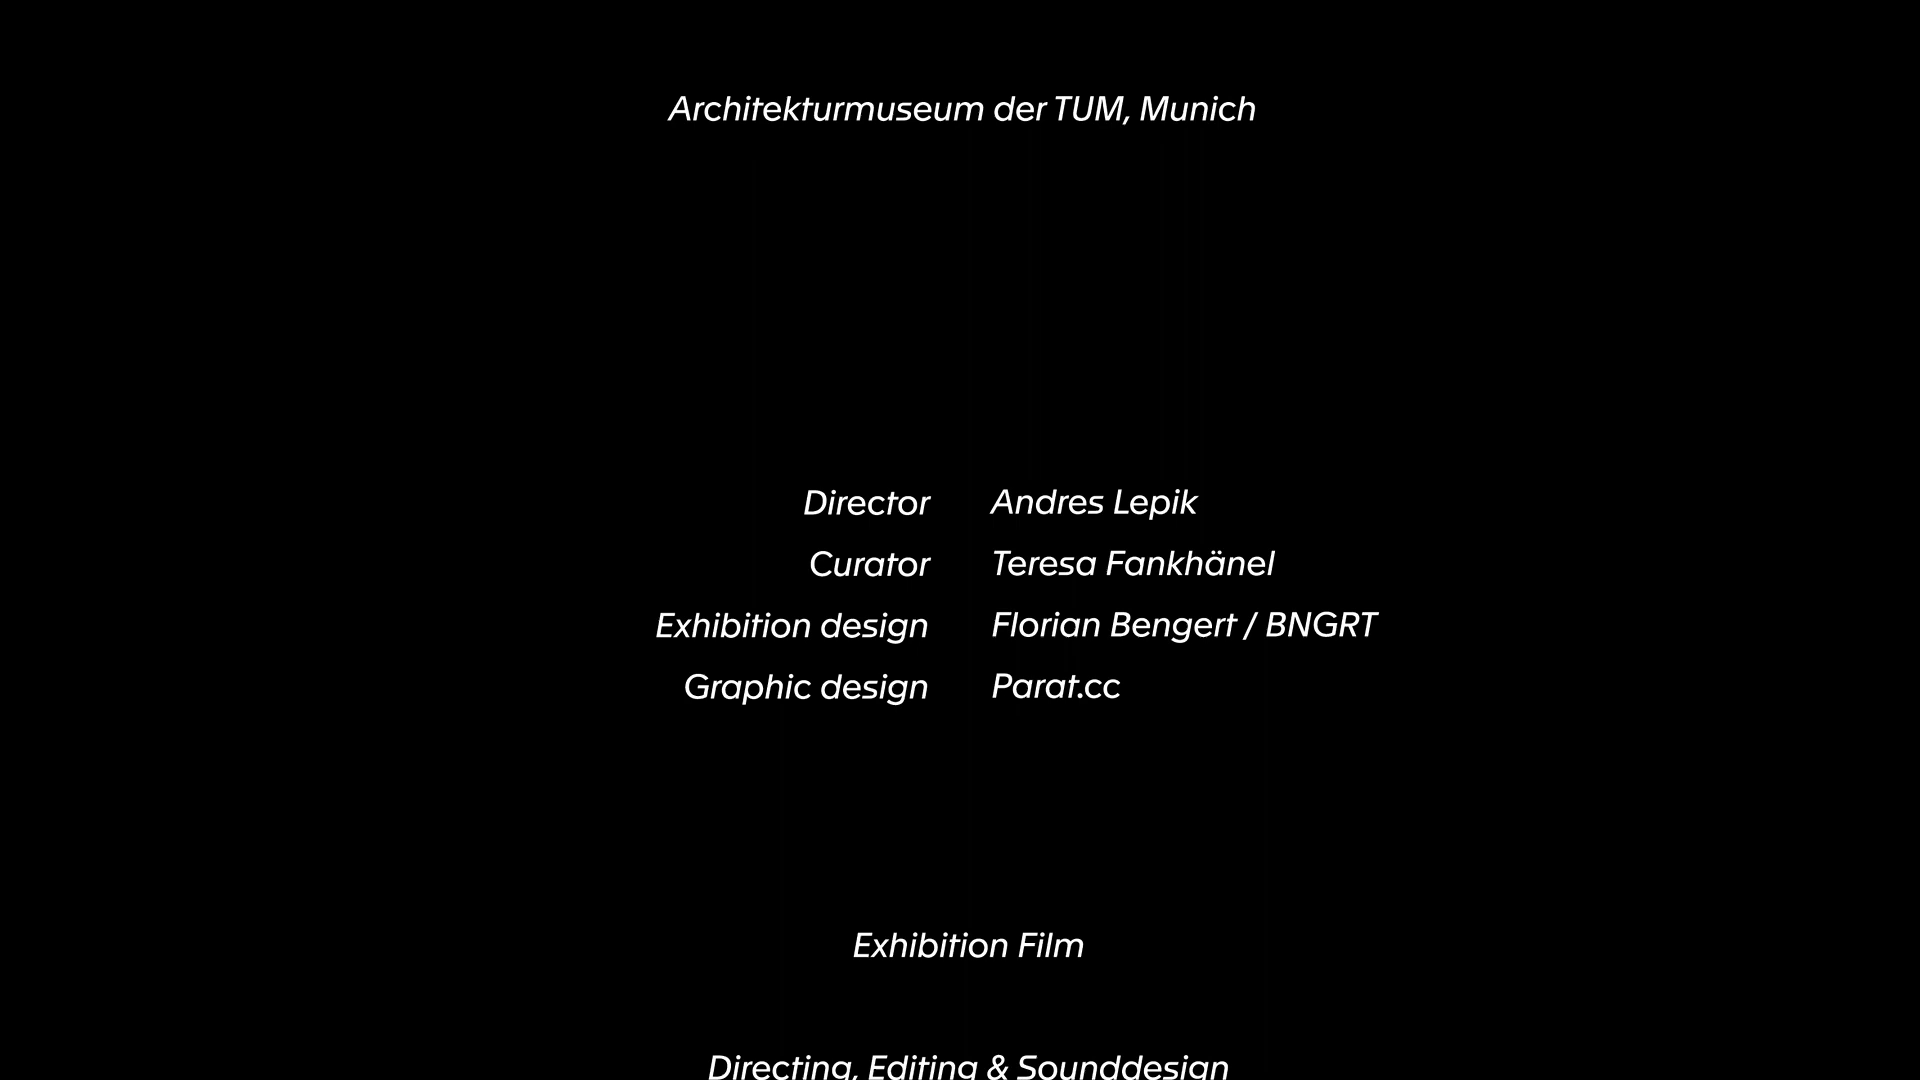 Architekturmuseum der TUM, Munich
Director Andres Lepik
Curator Teresa Fankhänel
Exhibition design Florian Bengert / BNGRT
Graphic design Parat.cc
Exhibition Film
Directing, Editing & Sounddesign